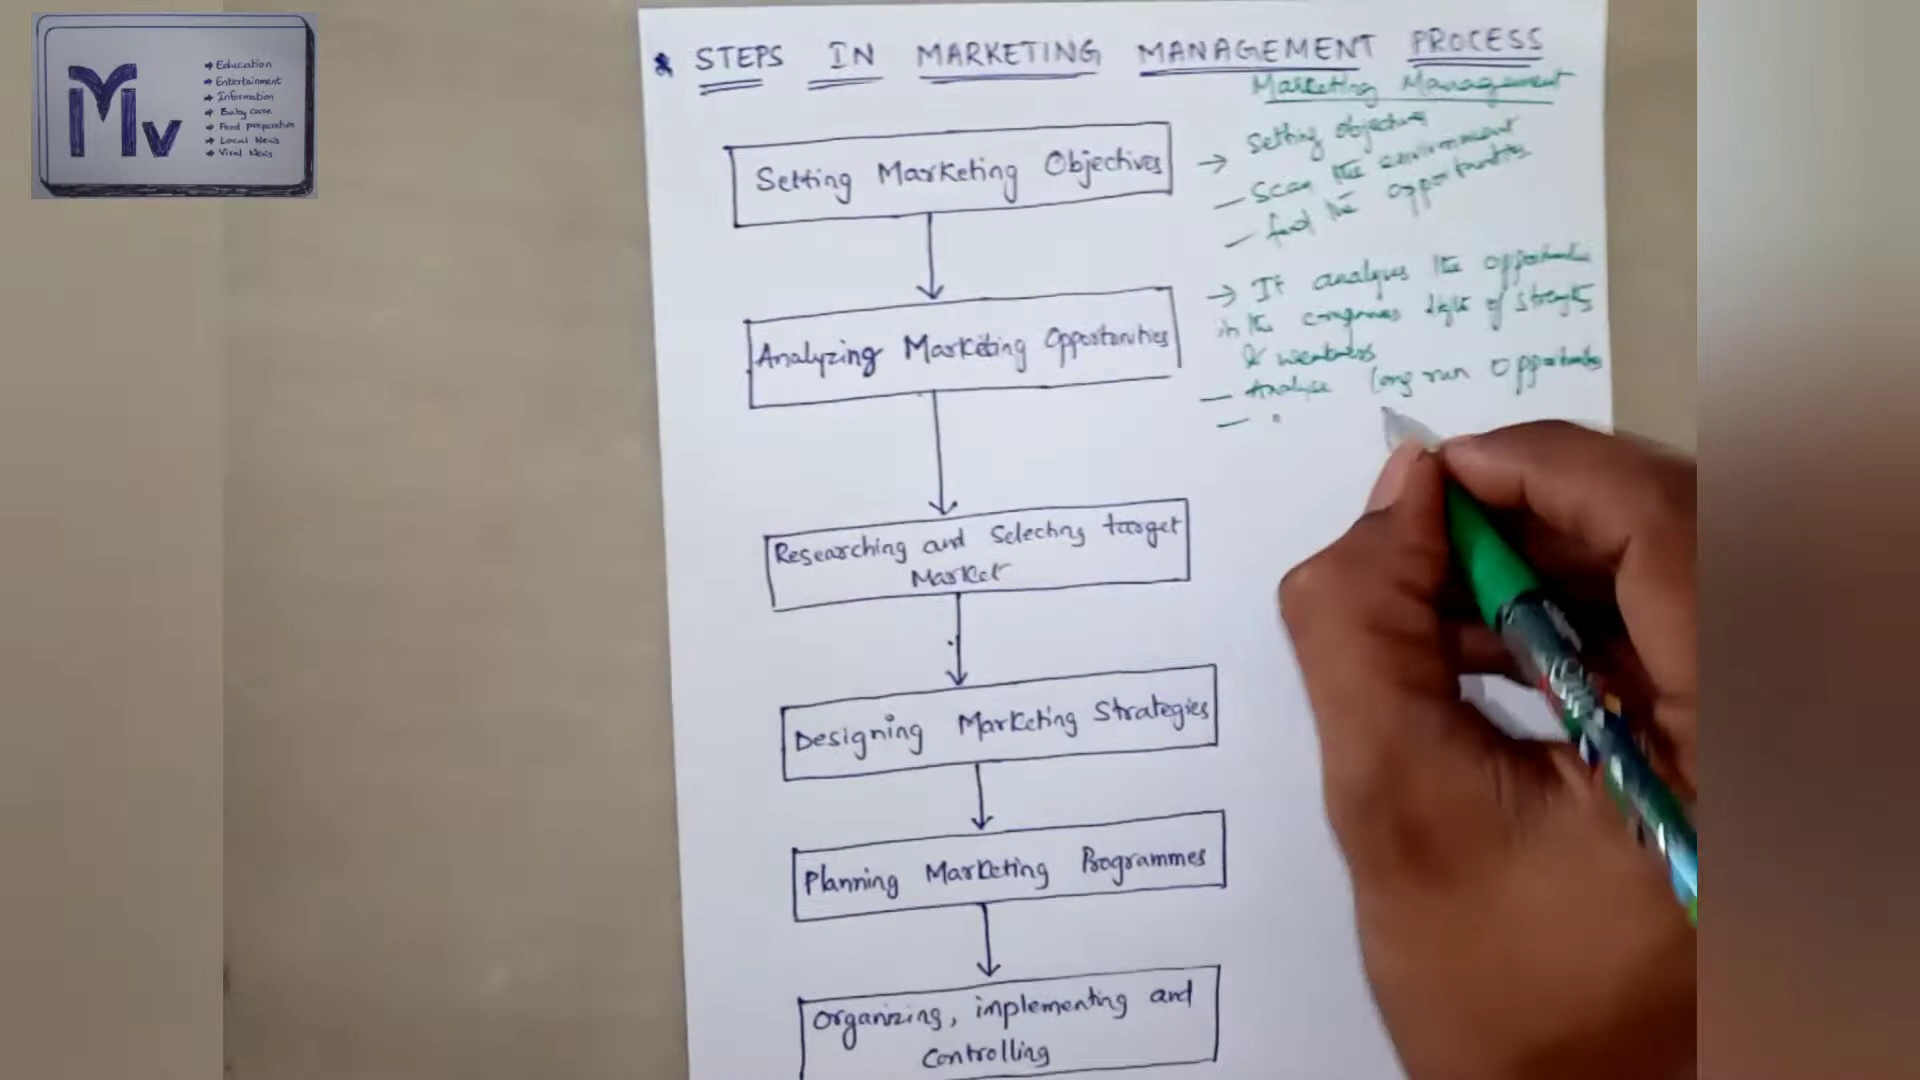 MV
→ Education
→ Entertainment
→ Information
→ Baby care
→ Food preparation
→ Local News
→ Viral News
* STEPS IN MARKETING MANAGEMENT PROCESS
Marketing Management
Setting Marketing Objectives
→ Setting objectives
— Scan the environment
— find the opportunities
Analyzing Marketing Opportunities
→ It analyses the
in the light of strengths
& weakness
— Analyse long run opportunities
— "
Researching and Selecting target
Market
Designing Marketing Strategies
Planning Marketing Programmes
Organizing, implementing and
Controlling